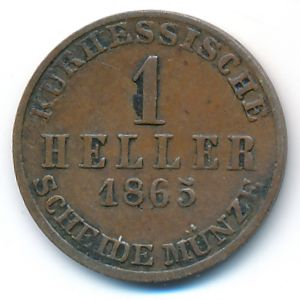 KURHESSISCHE
1
HELLER
1865
SCHEIDE MÜNZE